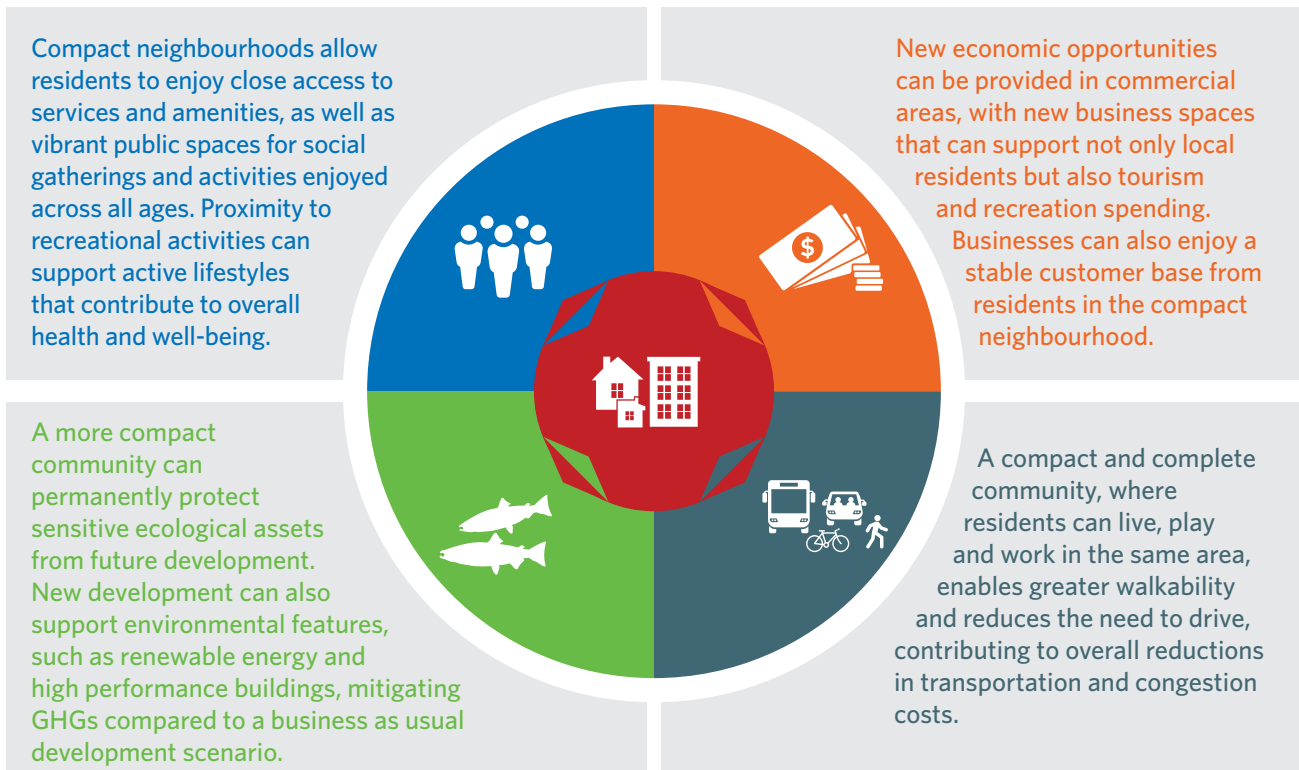 Compact neighbourhoods allow
residents to enjoy close access to
services and amenities, as well as
vibrant public spaces for social
gatherings and activities enjoyed
across all ages. Proximity to
recreational activities can
support active lifestyles
that contribute to overall
health and well-being.
New economic opportunities
can be provided in commercial
areas, with new business spaces
that can support not only local
residents but also tourism
and recreation spending.
Businesses can also enjoy a
stable customer base from
residents in the compact
neighbourhood.
$
A more compact
community can
permanently protect
sensitive ecological assets
from future development.
New development can also
support environmental features,
such as renewable energy and
high performance buildings, mitigating
GHGs compared to a business as usual
development scenario.
A compact and complete
community, where
residents can live, play
and work in the same area,
enables greater walkability
and reduces the need to drive,
contributing to overall reductions
in transportation and congestion
costs.